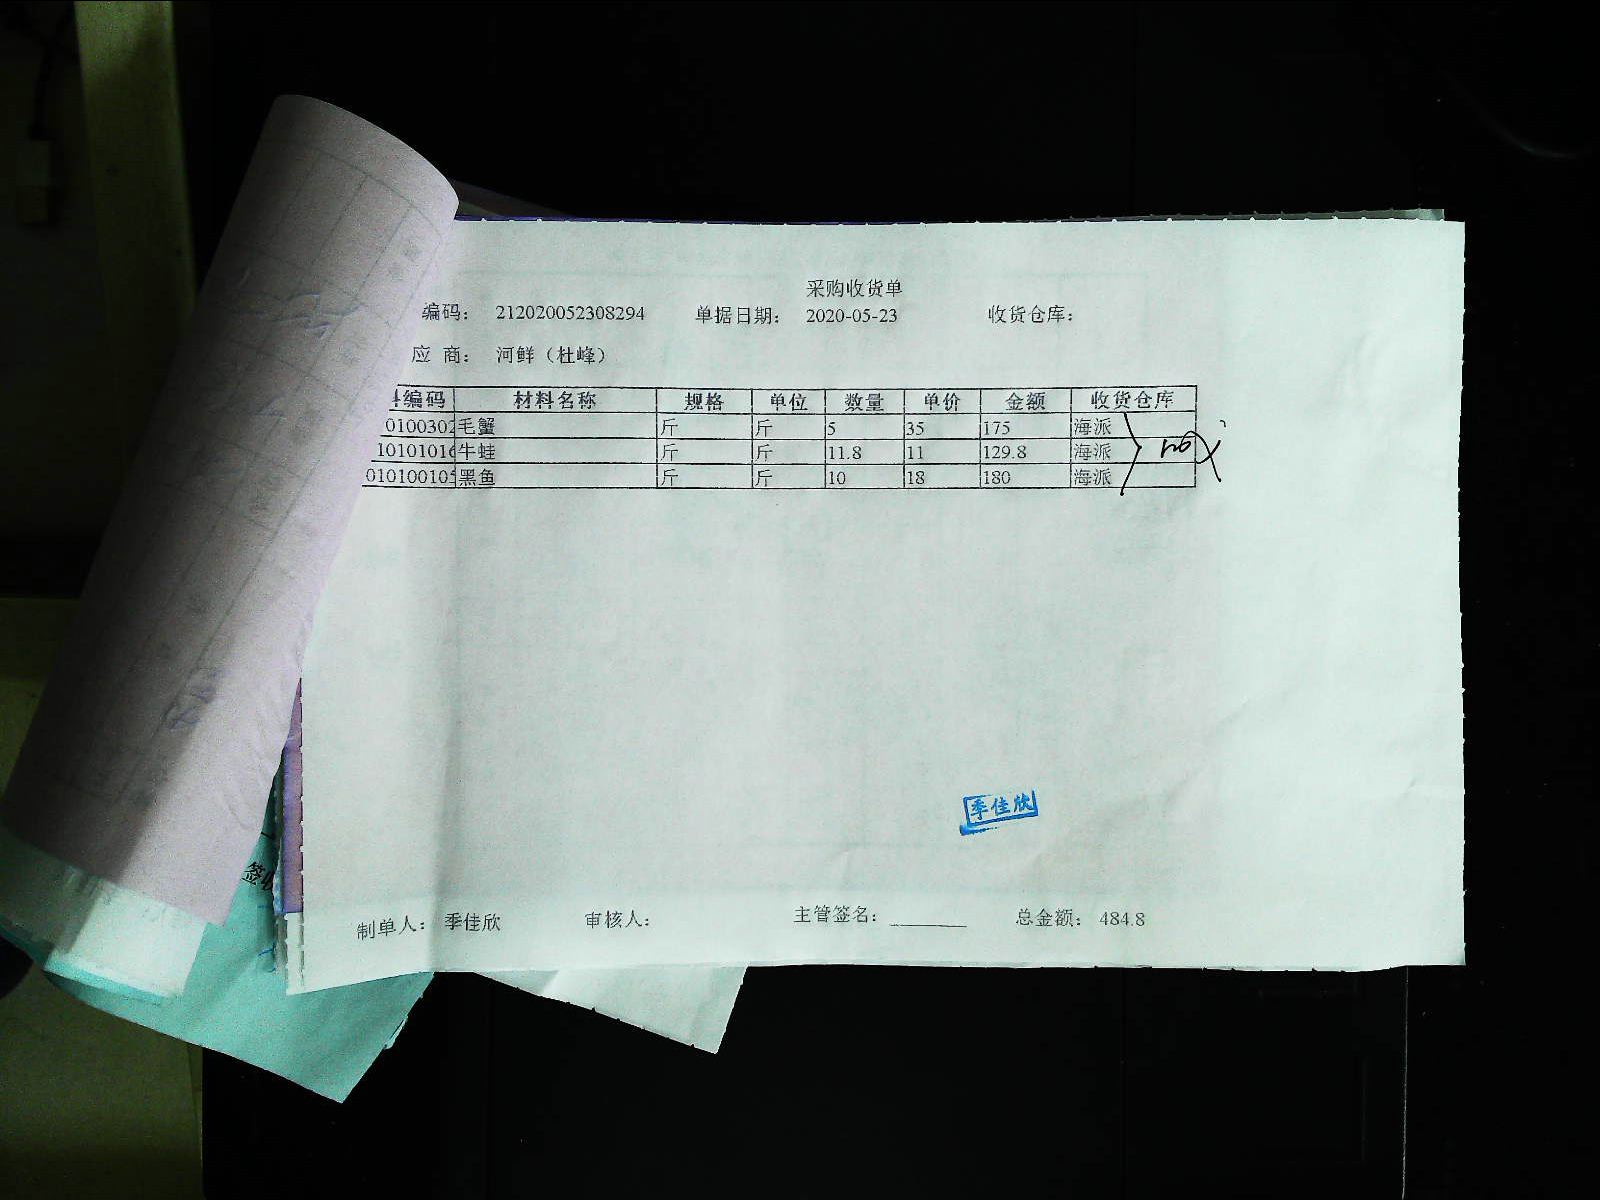 采购收货单
编码： 212020052308294 单据日期： 2020-05-23 收货仓库：
应 商： 河鲜（杜峰）
编码 材料名称 规格 单位 数量 单价 金额 收货仓库
0100302 毛蟹 斤 斤 5 35 175 海派
10101016 牛蛙 斤 斤 11.8 11 129.8 海派
010100105 黑鱼 斤 斤 10 18 180 海派
季佳欣
签收
制单人： 季佳欣 审核人： 主管签名： 总金额： 484.8